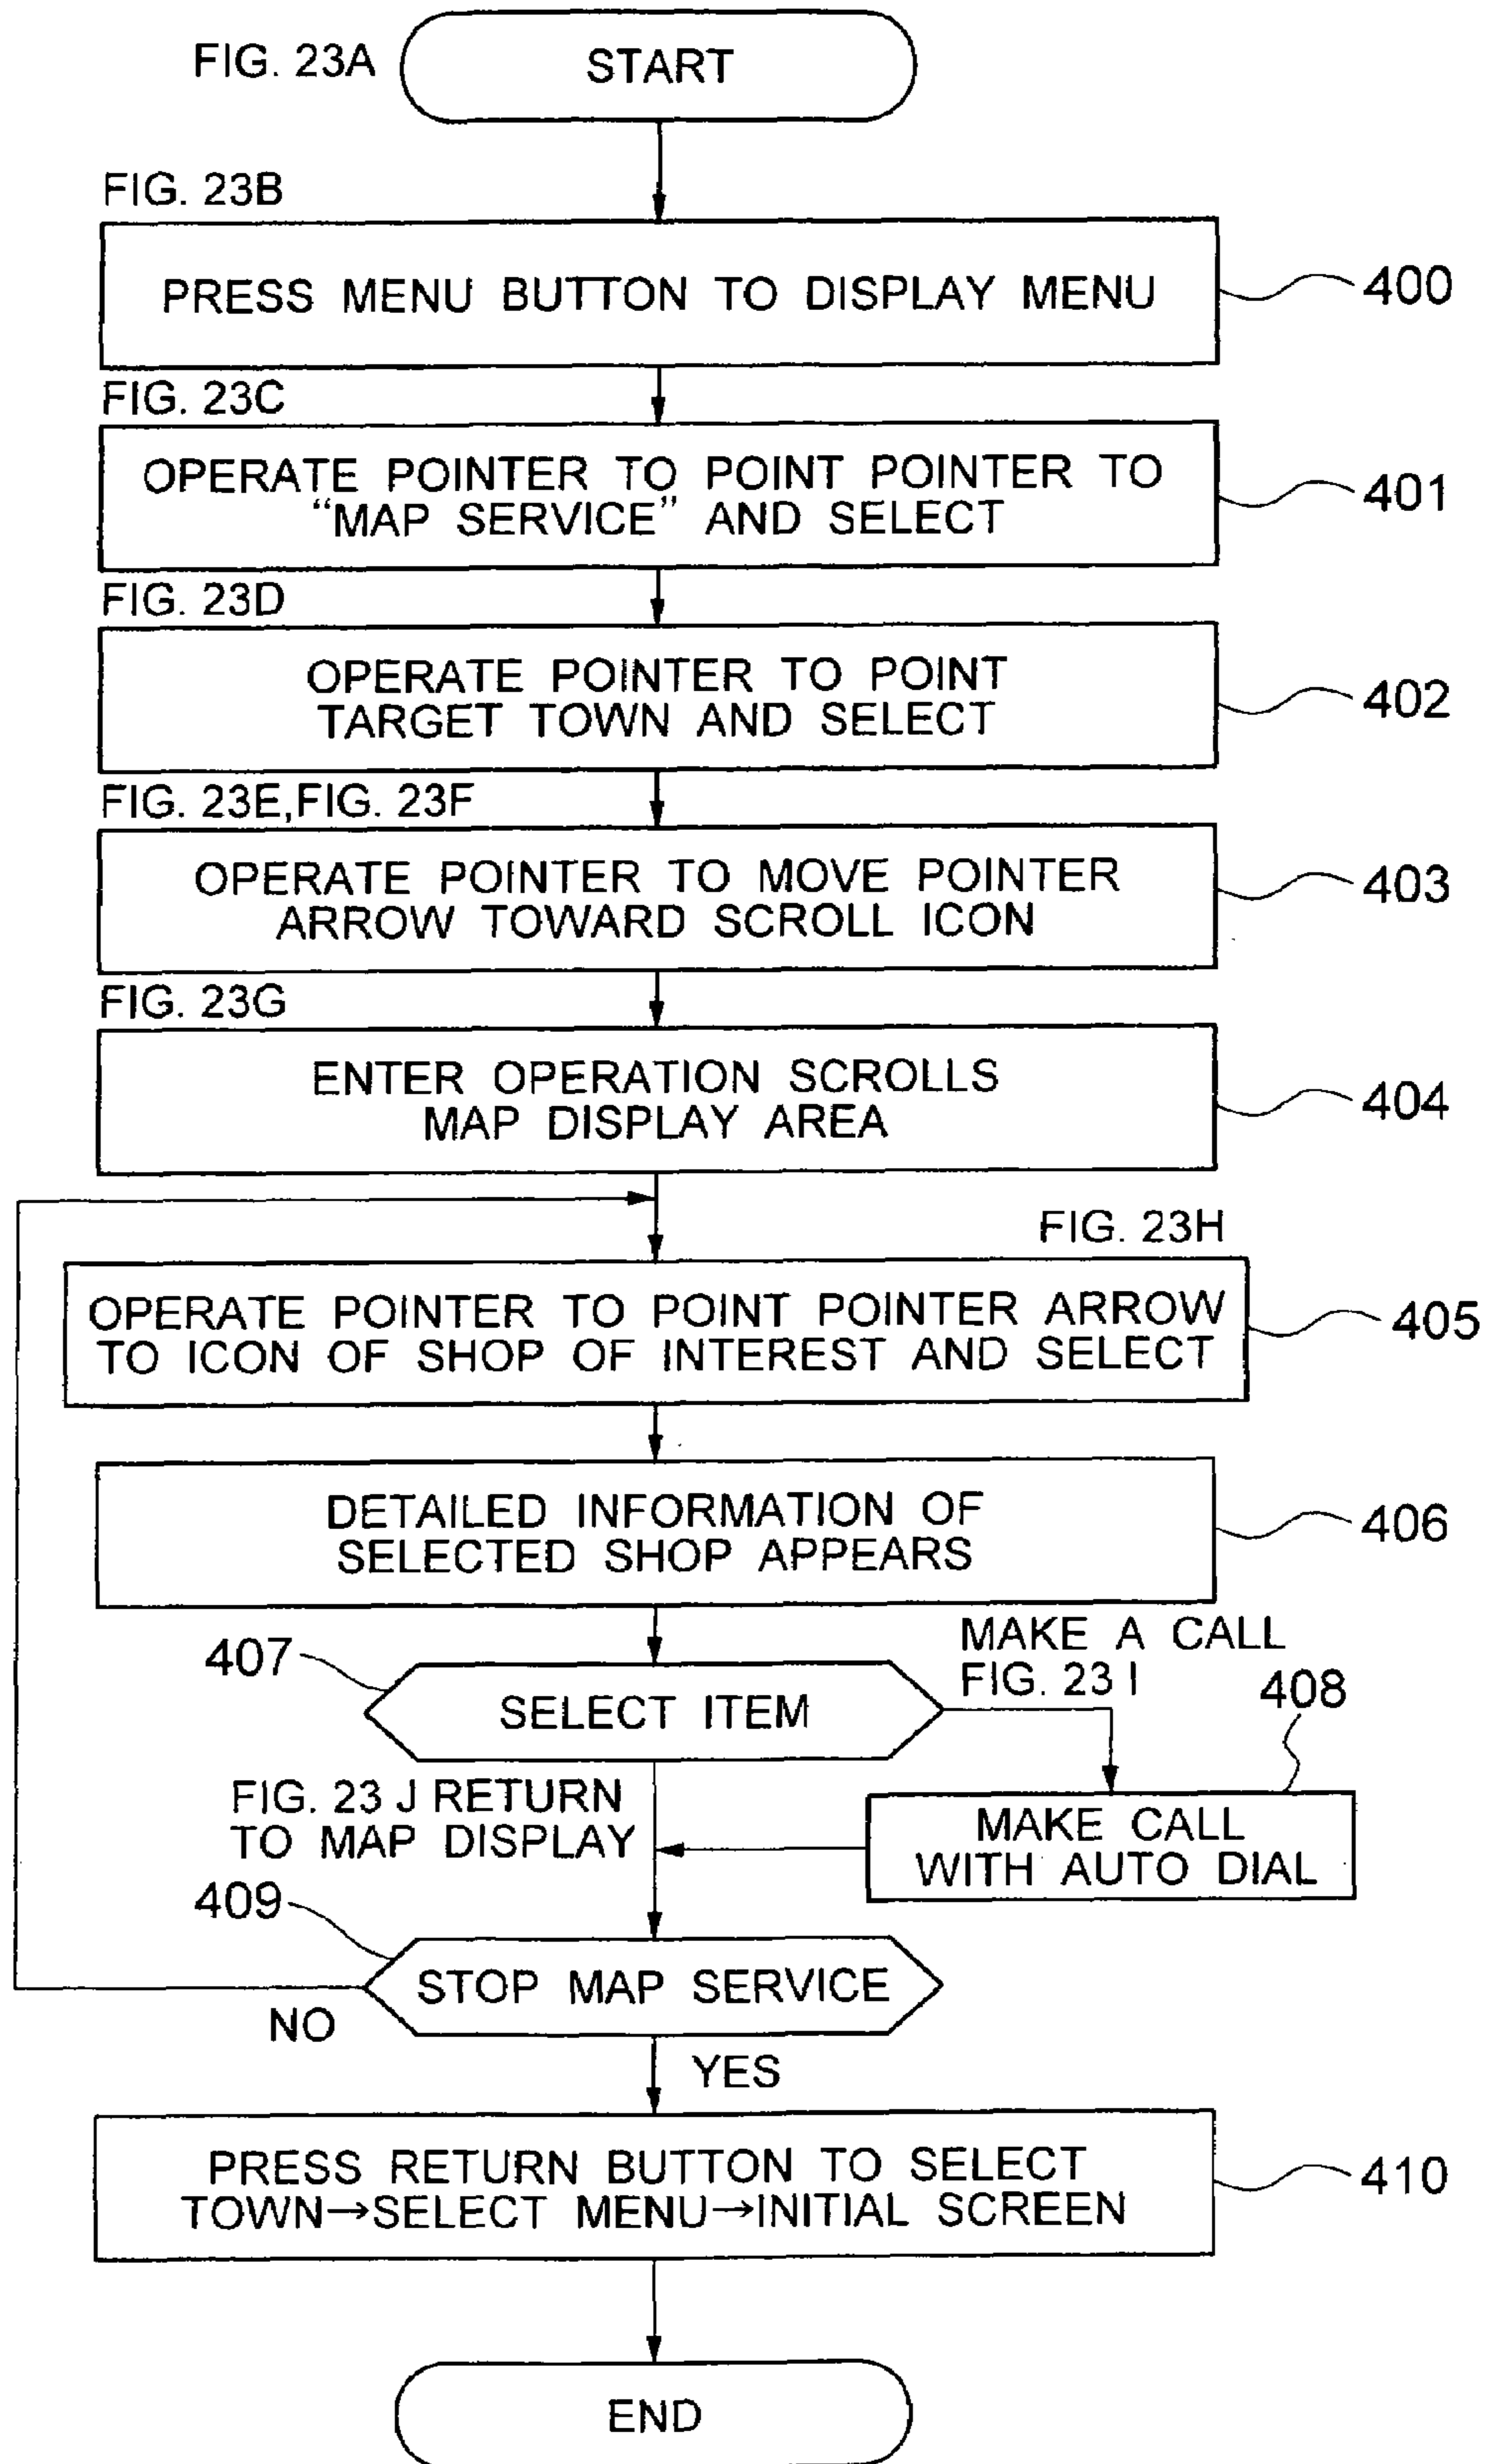 FIG. 23A
START
FIG. 23B
PRESS MENU BUTTON TO DISPLAY MENU
400
FIG. 23C
OPERATE POINTER TO POINT POINTER TO
“MAP SERVICE” AND SELECT
401
FIG. 23D
OPERATE POINTER TO POINT
TARGET TOWN AND SELECT
402
FIG. 23E,FIG. 23F
OPERATE POINTER TO MOVE POINTER
ARROW TOWARD SCROLL ICON
403
FIG. 23G
ENTER OPERATION SCROLLS
MAP DISPLAY AREA
404
FIG. 23H
OPERATE POINTER TO POINT POINTER ARROW
TO ICON OF SHOP OF INTEREST AND SELECT
405
DETAILED INFORMATION OF
SELECTED SHOP APPEARS
406
407
SELECT ITEM
MAKE A CALL
FIG. 23 I
408
MAKE CALL
WITH AUTO DIAL
FIG. 23 J RETURN
TO MAP DISPLAY
409
STOP MAP SERVICE
NO
YES
PRESS RETURN BUTTON TO SELECT
TOWN→SELECT MENU→INITIAL SCREEN
410
END